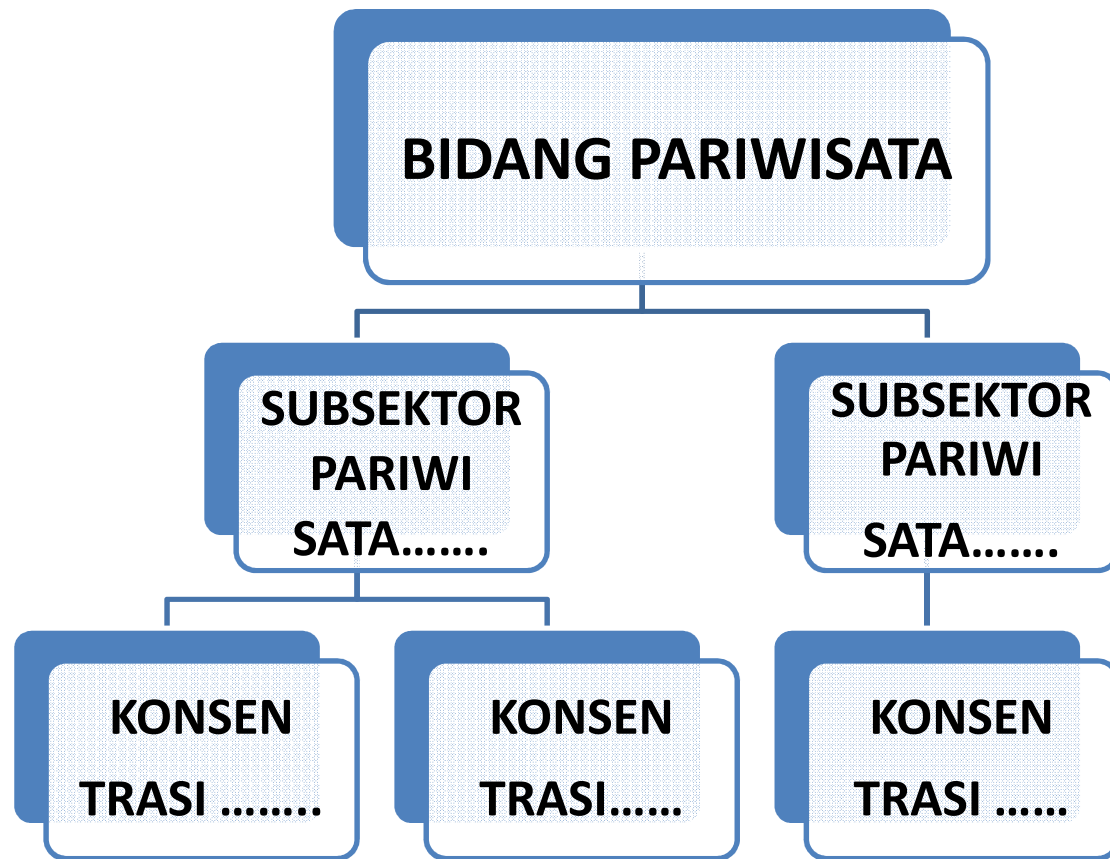 BIDANG PARIWISATA
SUBSEKTOR
PARIWI
SATA.......
SUBSEKTOR
PARIWI
SATA.......
KONSEN
TRASI ........
KONSEN
TRASI......
KONSEN
TRASI ......